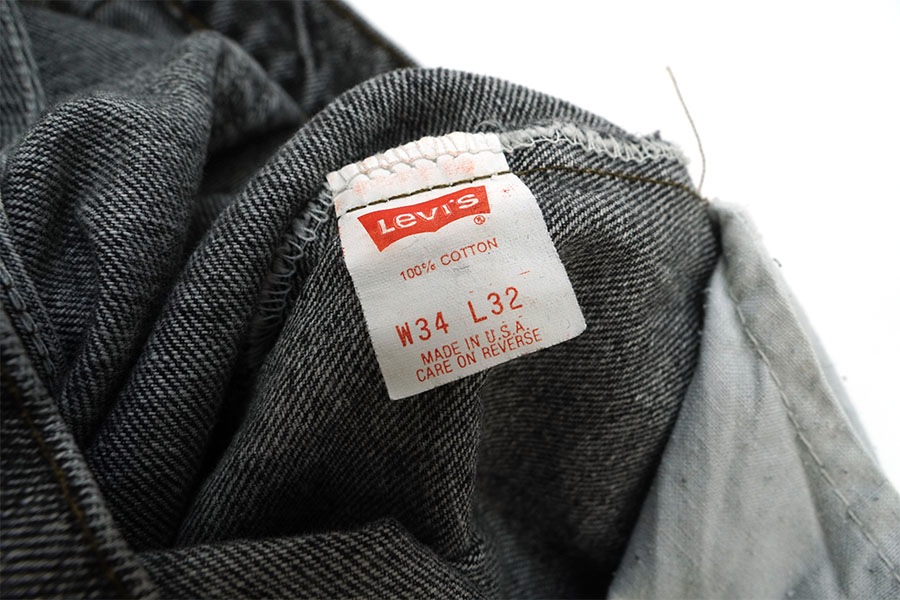 Levi's ®
100% COTTON
W34 L32
MADE IN U.S.A.
CARE ON REVERSE